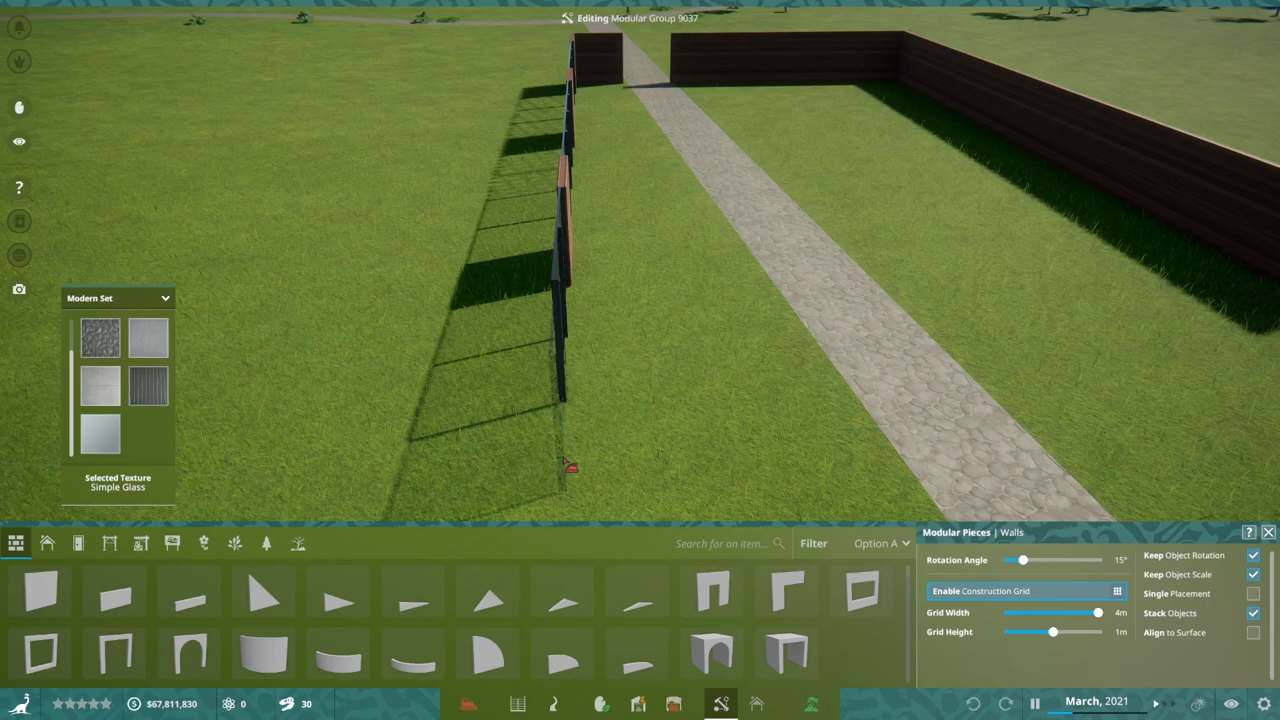 Editing Modular Group 9037
?
Modern Set
Selected Texture
Simple Glass
Search for an item...
Filter
Option A
Modular Pieces | Walls
?
Rotation Angle
15°
Keep Object Rotation
Enable Construction Grid
Keep Object Scale
Grid Width
4m
Single Placement
Grid Height
1m
Stack Objects
Align to Surface
$67,811,830
0
30
March, 2021